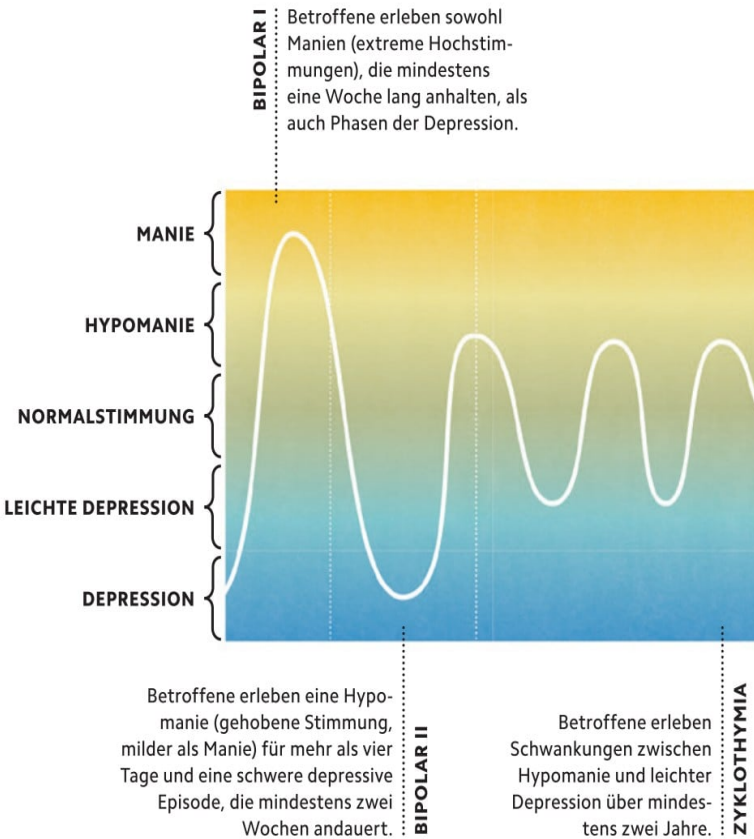 BIPOLAR I
Betroffene erleben sowohl
Manien (extreme Hochstim-
mungen), die mindestens
eine Woche lang anhalten, als
auch Phasen der Depression.
MANIE
HYPOMANIE
NORMALSTIMMUNG
LEICHTE DEPRESSION
DEPRESSION
Betroffene erleben eine Hypo-
manie (gehobene Stimmung,
milder als Manie) für mehr als vier
Tage und eine schwere depressive
Episode, die mindestens zwei
Wochen andauert.
BIPOLAR II
Betroffene erleben
Schwankungen zwischen
Hypomanie und leichter
Depression über mindes-
tens zwei Jahre.
ZYKLOTHYMIA